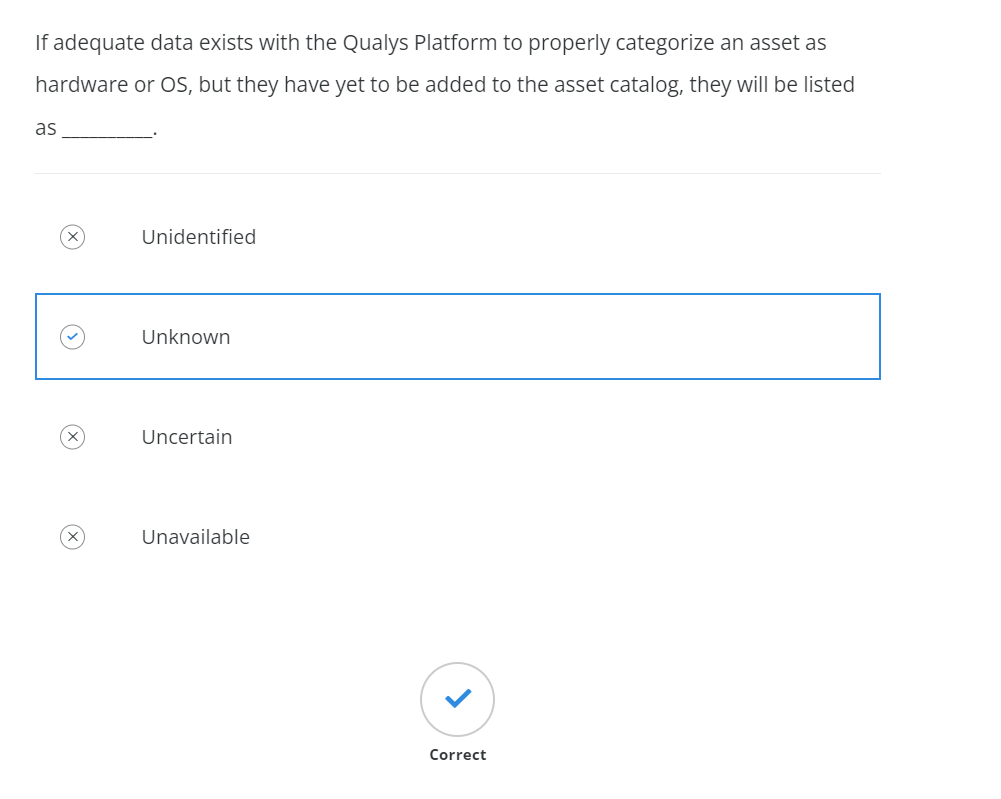 If adequate data exists with the Qualys Platform to properly categorize an asset as
hardware or OS, but they have yet to be added to the asset catalog, they will be listed
as __________.
Unidentified
Unknown
Uncertain
Unavailable
Correct